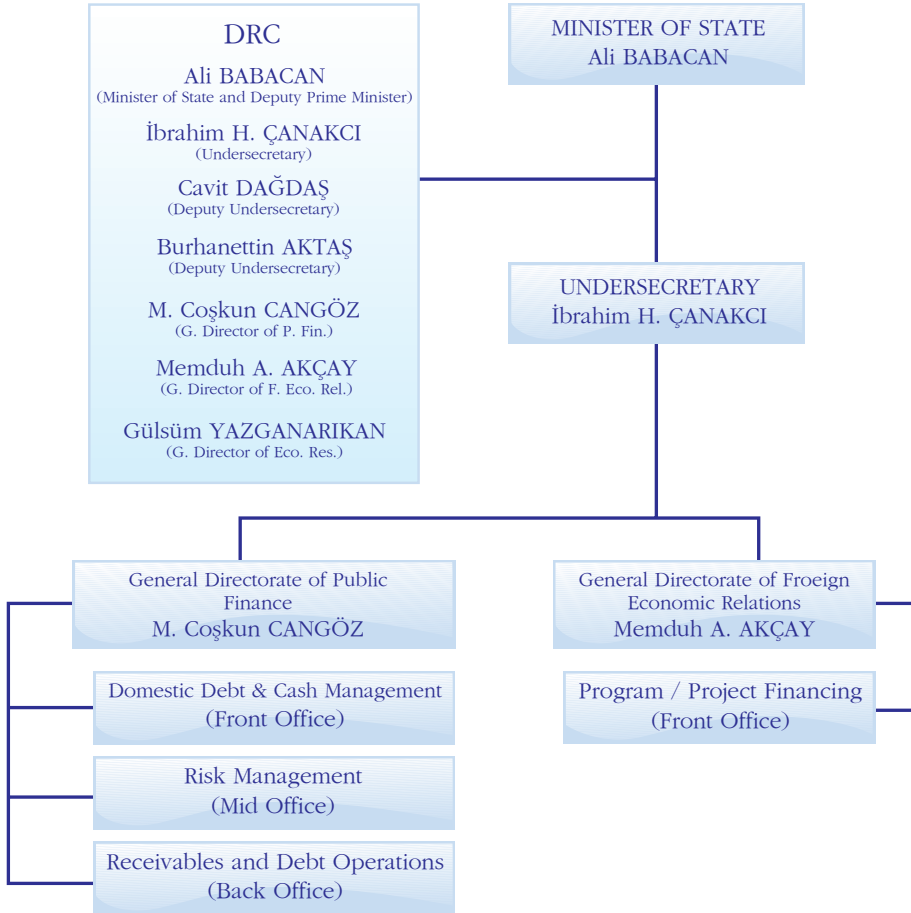 DRC
Ali BABACAN
(Minister of State and Deputy Prime Minister)
İbrahim H. ÇANAKCI
(Undersecretary)
Cavit DAĞDAŞ
(Deputy Undersecretary)
Burhanettin AKTAŞ
(Deputy Undersecretary)
M. Coşkun CANGÖZ
(G. Director of P. Fin.)
Memduh A. AKÇAY
(G. Director of F. Eco. Rel.)
Gülsüm YAZGANARIKAN
(G. Director of Eco. Res.)
MINISTER OF STATE
Ali BABACAN
UNDERSECRETARY
İbrahim H. ÇANAKCI
General Directorate of Public
Finance
M. Coşkun CANGÖZ
Domestic Debt & Cash Management
(Front Office)
Risk Management
(Mid Office)
Receivables and Debt Operations
(Back Office)
General Directorate of Froeign
Economic Relations
Memduh A. AKÇAY
Program / Project Financing
(Front Office)